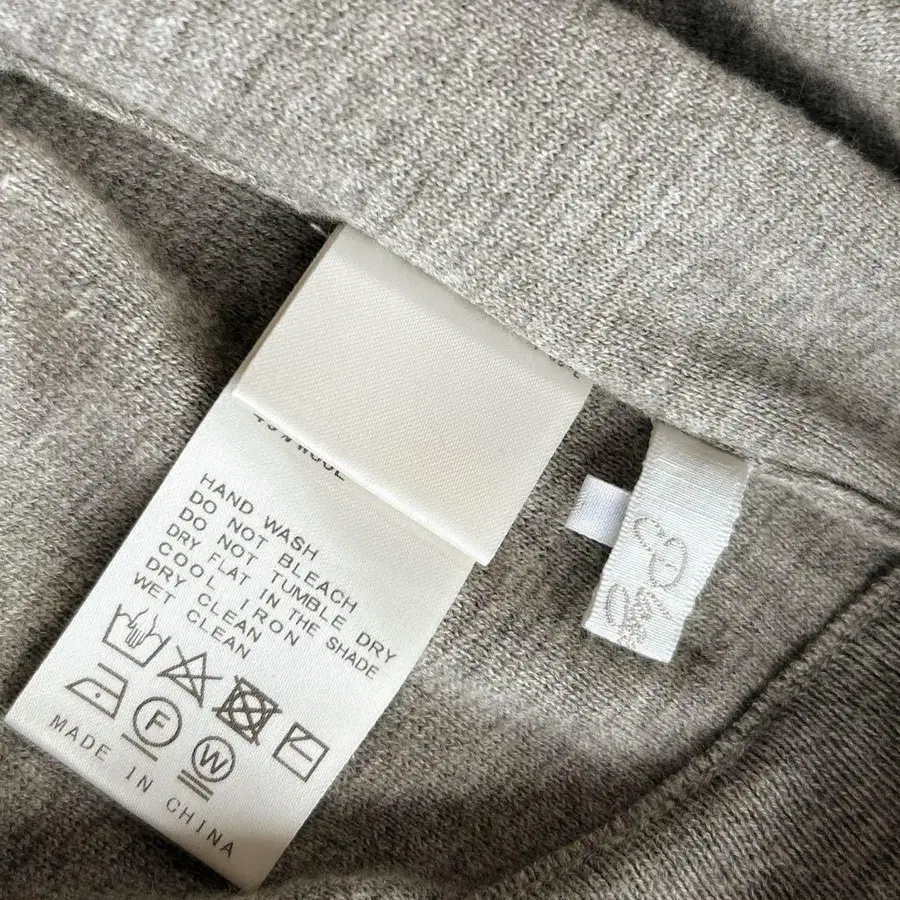 WOOL
HAND WASH
DO NOT BLEACH
DO NOT TUMBLE DRY
DRY FLAT IN THE SHADE
COOL IRON
DRY CLEAN
WET CLEAN
F
W
MADE IN CHINA